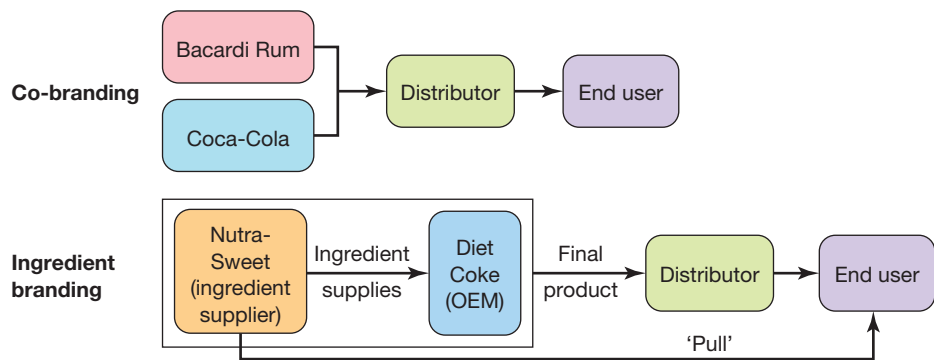 Bacardi Rum
Co-branding
Distributor
End user
Coca-Cola
Nutra-
Sweet
(ingredient
supplier)
Ingredient
supplies
Diet
Coke
(OEM)
Final
product
Ingredient
branding
Distributor
End user
‘Pull’